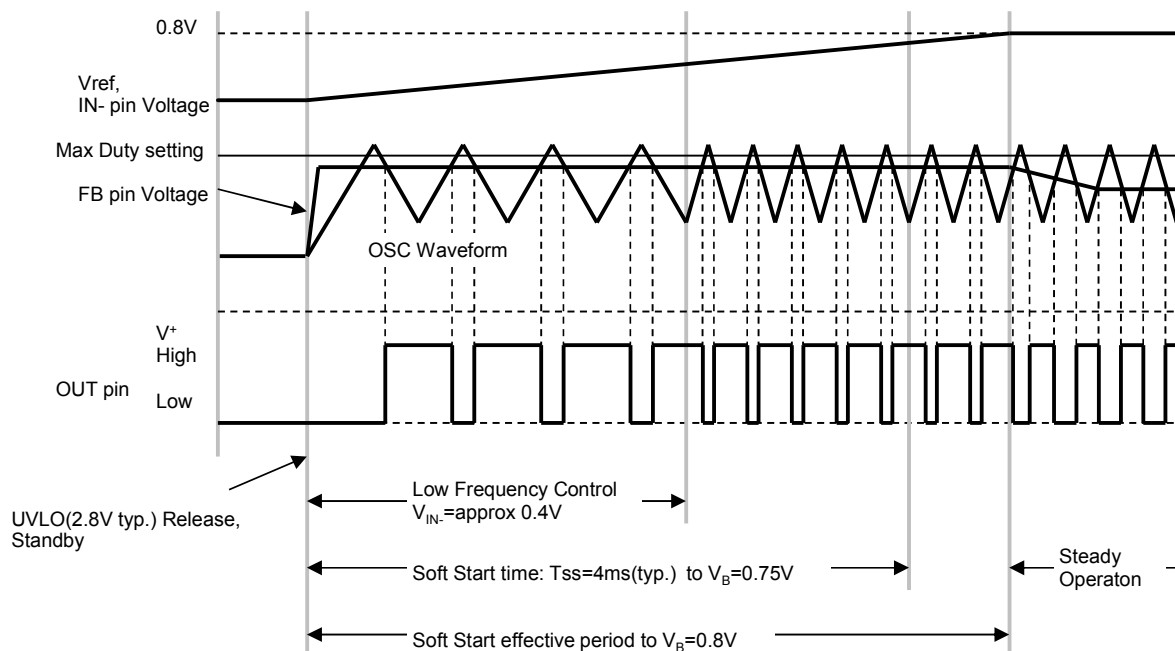 0.8V
Vref,
IN- pin Voltage
Max Duty setting
FB pin Voltage
OSC Waveform
V+
High
OUT pin
Low
UVLO(2.8V typ.) Release,
Standby
Low Frequency Control
VIN-=approx 0.4V
Soft Start time: Tss=4ms(typ.) to VB=0.75V
Steady
Operaton
Soft Start effective period to VB=0.8V